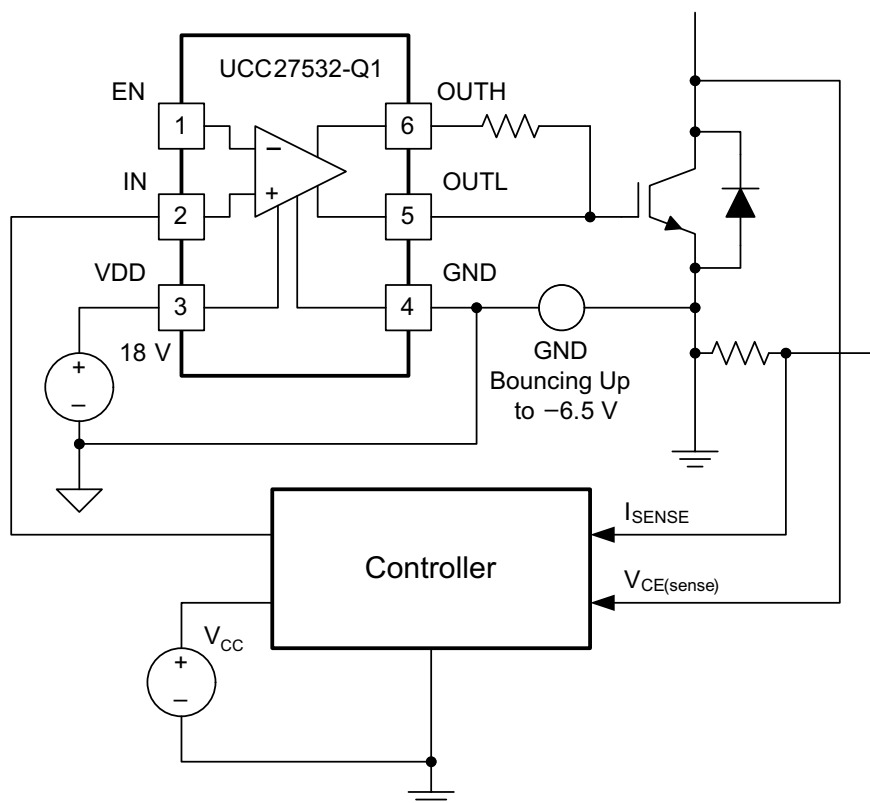 UCC27532-Q1
EN
OUTH
1
6
−
IN
+
OUTL
2
5
VDD
GND
3
4
18 V
+
−
GND
Bouncing Up
to −6.5 V
Controller
I_SENSE
V_CE(sense)
V_CC
+
−